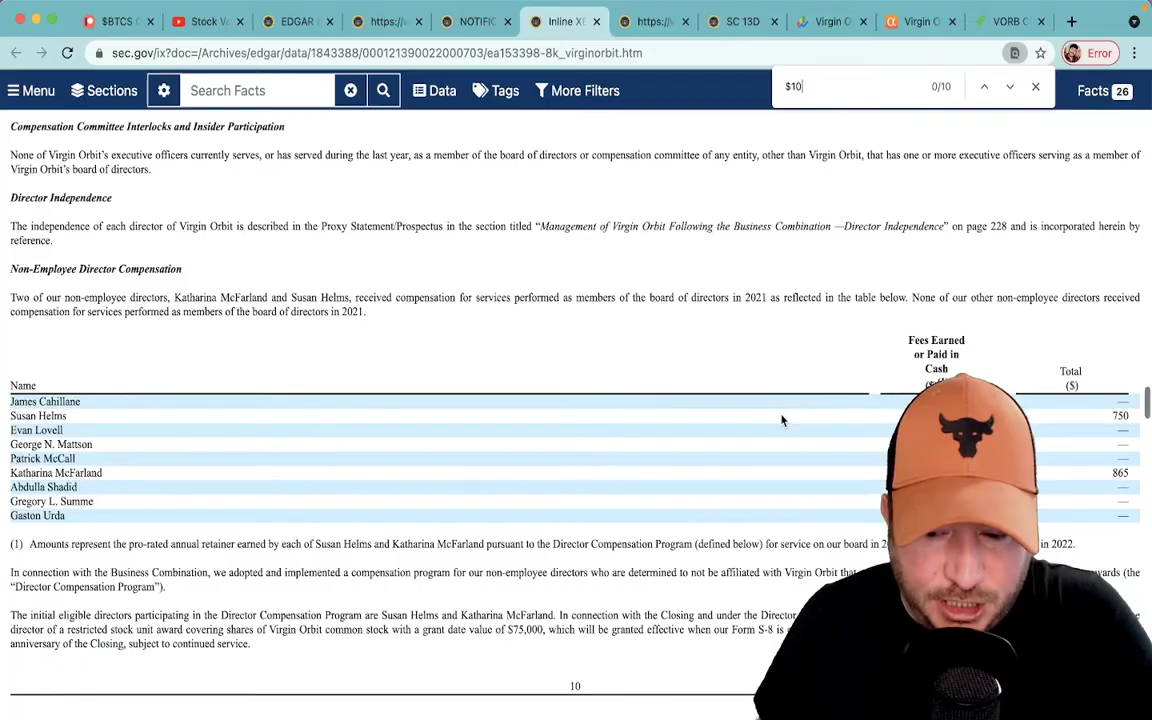 $BTCS C
Stock V
EDGAR
https://v
NOTIFIC
Inline XE
https://w
SC 13D
Virgin O
Virgin O
VORB C
sec.gov/ix?doc=/Archives/edgar/data/1843388/000121390022000703/ea153398-8k_virginorbit.htm
Error
Menu
Sections
Search Facts
Data
Tags
More Filters
$10
0/10
Facts 26
Compensation Committee Interlocks and Insider Participation
None of Virgin Orbit's executive officers currently serves, or has served during the last year, as a member of the board of directors or compensation committee of any entity, other than Virgin Orbit, that has one or more executive officers serving as a member of
Virgin Orbit's board of directors.
Director Independence
The independence of each director of Virgin Orbit is described in the Proxy Statement/Prospectus in the section titled “Management of Virgin Orbit Following the Business Combination —Director Independence” on page 228 and is incorporated herein by
reference.
Non-Employee Director Compensation
Two of our non-employee directors, Katharina McFarland and Susan Helms, received compensation for services performed as members of the board of directors in 2021 as reflected in the table below. None of our other non-employee directors received
compensation for services performed as members of the board of directors in 2021.
Fees Earned
or Paid in
Cash
Name
Total
($)
James Cahillane —
Susan Helms 750
Evan Lovell —
George N. Mattson —
Patrick McCall —
Katharina McFarland 865
Abdulla Shadid —
Gregory L. Summe —
Gaston Urda —
(1) Amounts represent the pro-rated annual retainer earned by each of Susan Helms and Katharina McFarland pursuant to the Director Compensation Program (defined below) for service on our board in 2 in 2022.
In connection with the Business Combination, we adopted and implemented a compensation program for our non-employee directors who are determined to not be affiliated with Virgin Orbit that wards (the
“Director Compensation Program”).
The initial eligible directors participating in the Director Compensation Program are Susan Helms and Katharina McFarland. In connection with the Closing and under the Director the
director of a restricted stock unit award covering shares of Virgin Orbit common stock with a grant date value of $75,000, which will be granted effective when our Form S-8 is
anniversary of the Closing, subject to continued service.
10